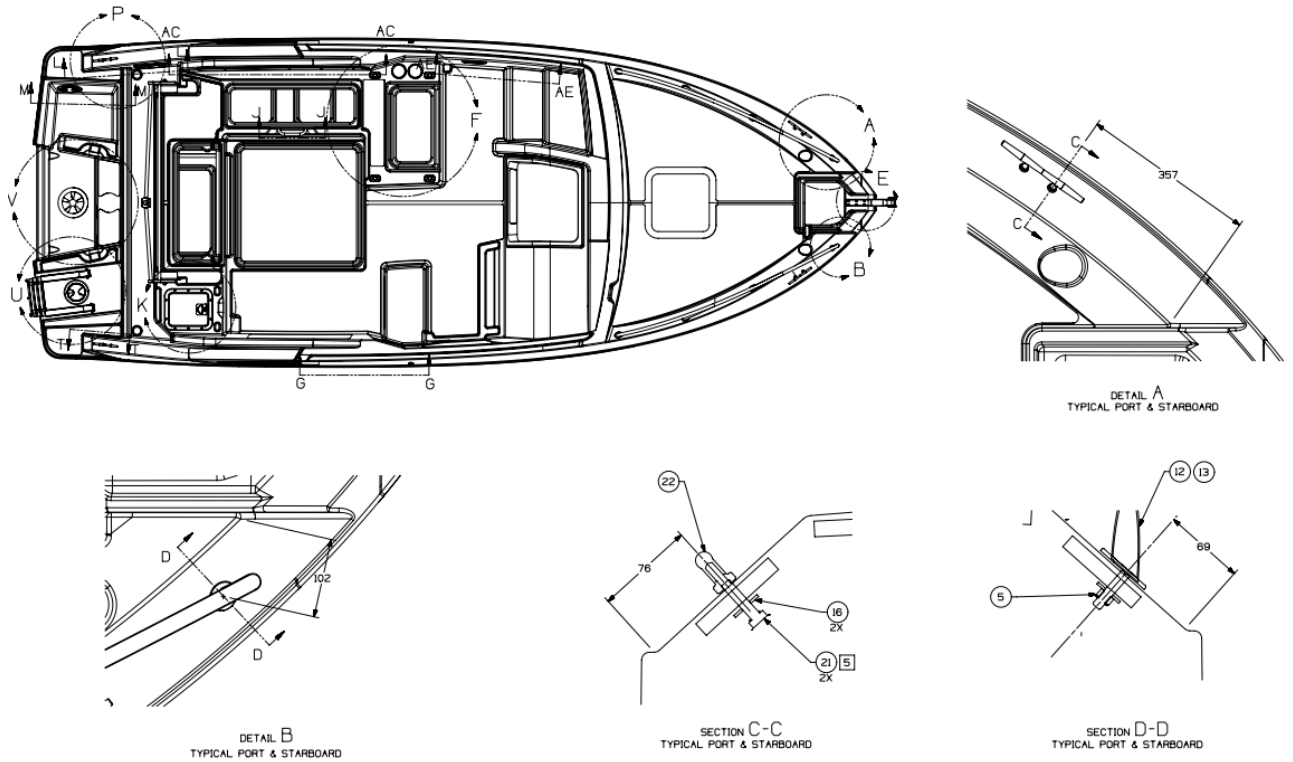 P
AC
AC
L
L
M
M
AE
J
J
F
A
E
V
B
U
K
T
G
G
C
C
357
DETAIL A
TYPICAL PORT & STARBOARD
D
D
102
DETAIL B
TYPICAL PORT & STARBOARD
22
76
16
2X
21 5
2X
SECTION C-C
TYPICAL PORT & STARBOARD
12 13
69
5
SECTION D-D
TYPICAL PORT & STARBOARD